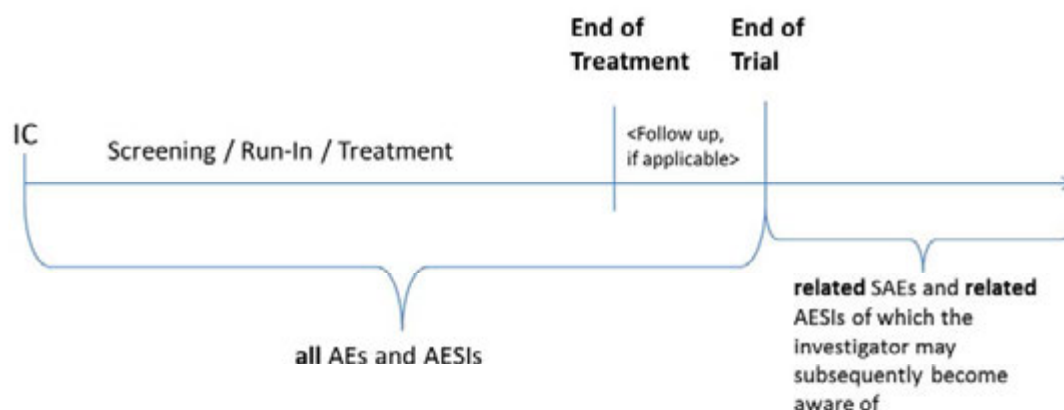 End of
Treatment
End of
Trial
IC
Screening / Run-In / Treatment
<Follow up,
if applicable>
all AEs and AESIs
related SAEs and related
AESIs of which the
investigator may
subsequently become
aware of